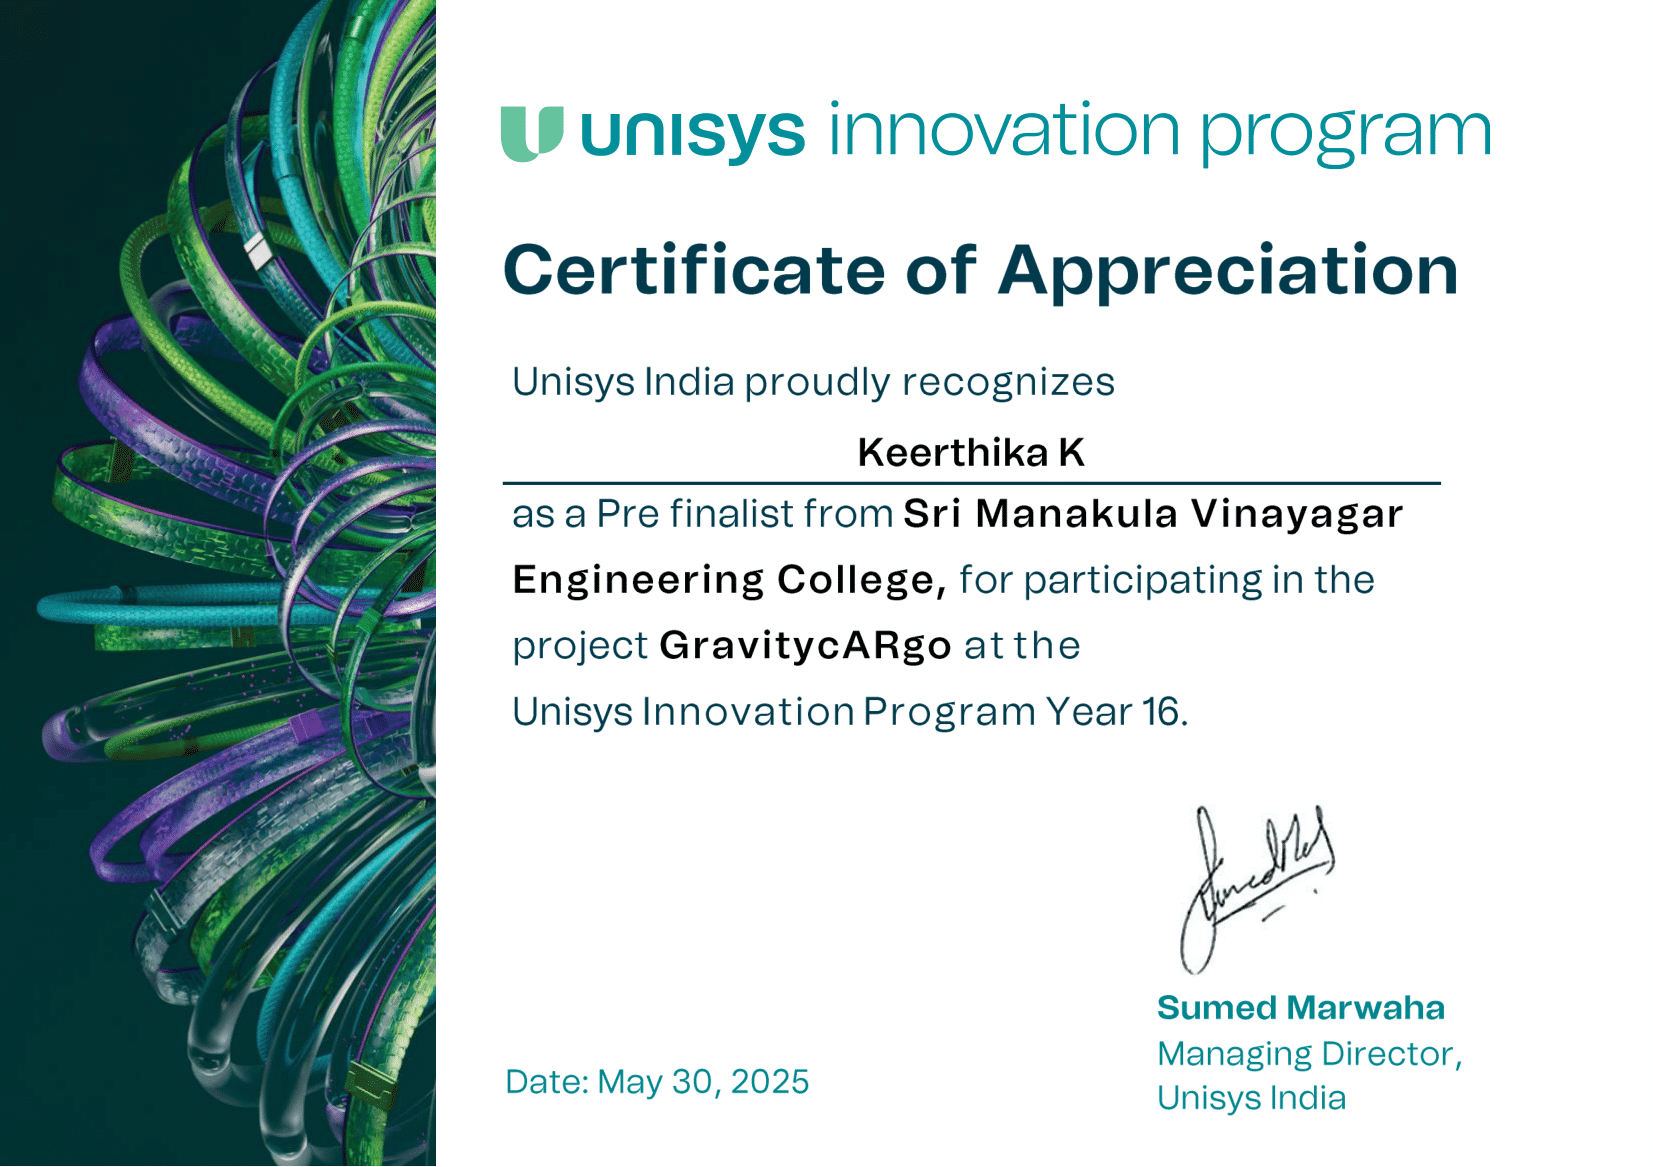 unisys innovation program
Certificate of Appreciation
Unisys India proudly recognizes
Keerthika K
as a Pre finalist from Sri Manakula Vinayagar
Engineering College, for participating in the
project GravitycARgo at the
Unisys Innovation Program Year 16.
Sumed Marwaha
Managing Director,
Unisys India
Date: May 30, 2025